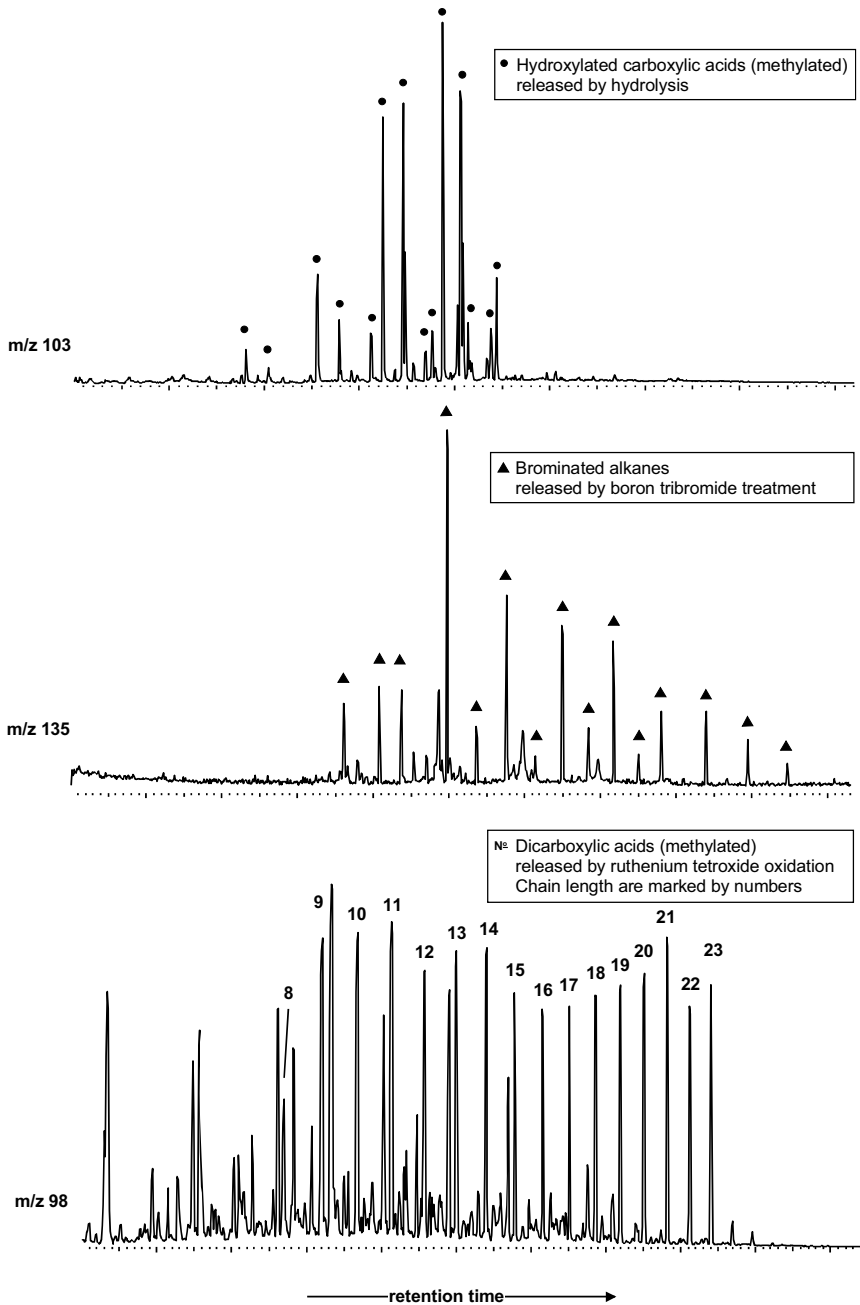 Hydroxylated carboxylic acids (methylated)
released by hydrolysis
m/z 103
Brominated alkanes
released by boron tribromide treatment
m/z 135
Nº Dicarboxylic acids (methylated)
released by ruthenium tetroxide oxidation
Chain length are marked by numbers
8
9
10
11
12
13
14
15
16
17
18
19
20
21
22
23
m/z 98
retention time